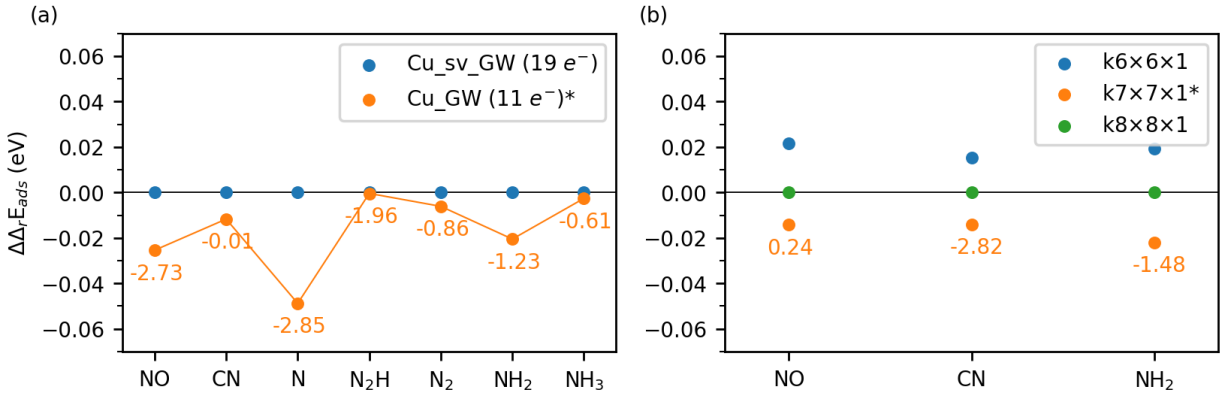 (a)
ΔΔᵣE_ads (eV)
0.06
0.04
0.02
0.00
−0.02
−0.04
−0.06
Cu_sv_GW (19 e⁻)
Cu_GW (11 e⁻)*
-2.73
-0.01
-2.85
-1.96
-0.86
-1.23
-0.61
NO CN N N₂H N₂ NH₂ NH₃
(b)
0.06
0.04
0.02
0.00
−0.02
−0.04
−0.06
k6×6×1
k7×7×1*
k8×8×1
0.24
-2.82
-1.48
NO CN NH₂